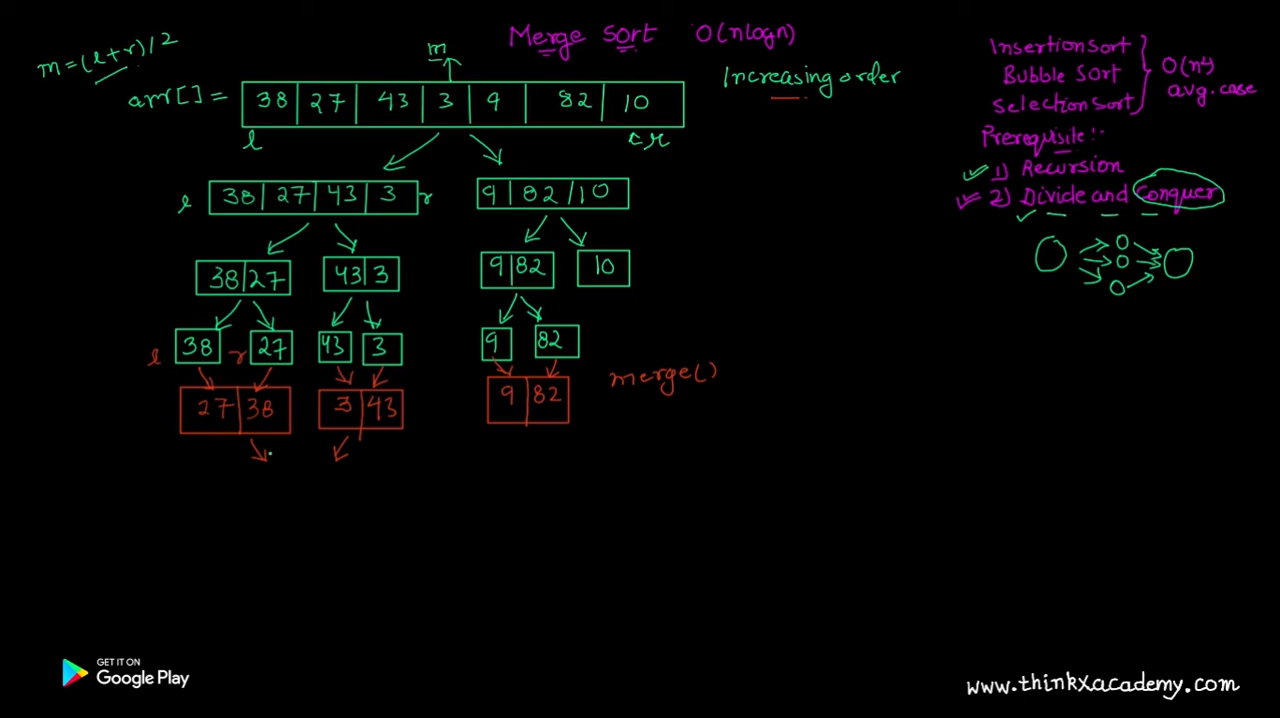 Merge Sort O(nlogn)
m=(l+r)/2
m
Increasing order
arr[]= 38 27 43 3 9 82 10
l r
l 38 27 43 3 r 9 82 10
38 27 43 3 9 82 10
l 38 r 27 43 3 9 82
27 38 3 43 9 82 merge()
Insertion Sort
Bubble Sort
Selection Sort
O(n²)
avg. case
Prerequisite:-
1) Recursion
2) Divide and Conquer
GET IT ON
Google Play
www.thinkxacademy.com